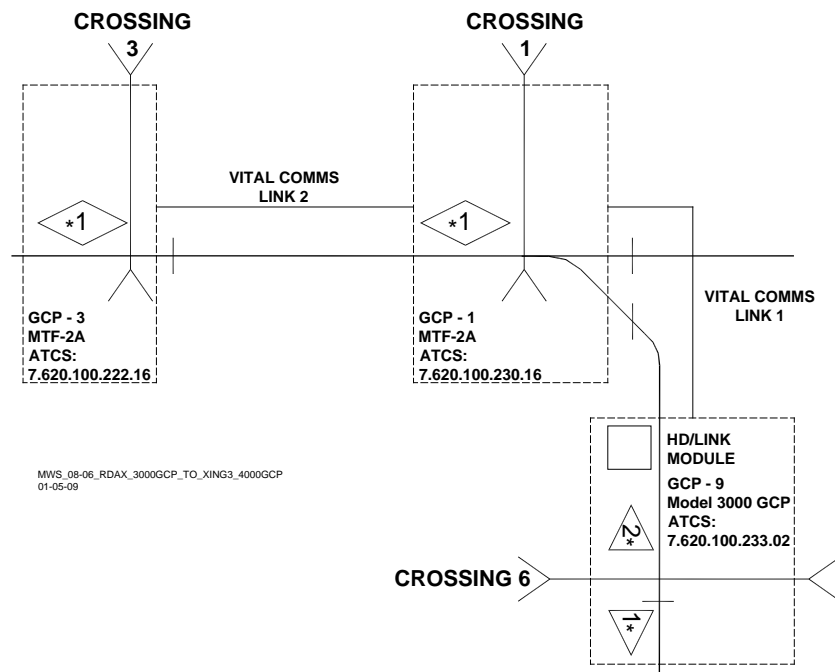 CROSSING
3
CROSSING
1
VITAL COMMS
LINK 2
*1
*1
VITAL COMMS
LINK 1
GCP - 3
MTF-2A
ATCS:
7.620.100.222.16
GCP - 1
MTF-2A
ATCS:
7.620.100.230.16
HD/LINK
MODULE
GCP - 9
Model 3000 GCP
ATCS:
7.620.100.233.02
MWS_08-06_RDAX_3000GCP_TO_XING3_4000GCP
01-05-09
2*
CROSSING 6
1*